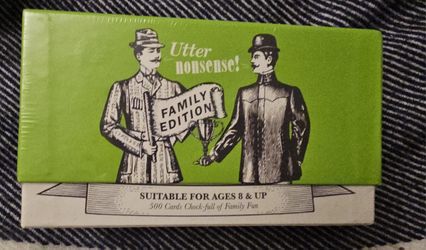 Utter
nonsense!
FAMILY
EDITION
SUITABLE FOR AGES 8 & UP
500 Cards Chock-full of Family Fun